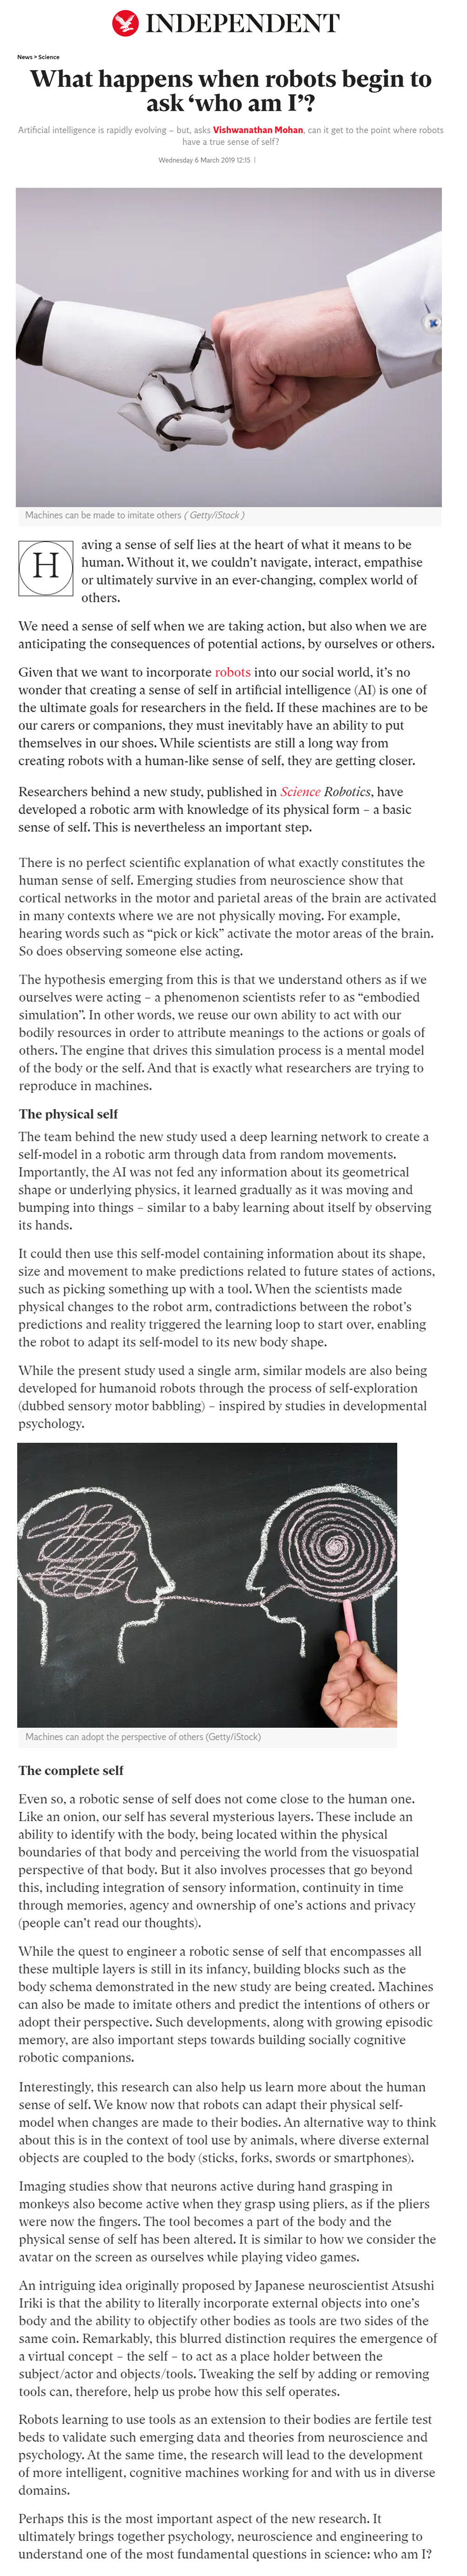 INDEPENDENT
News > Science
What happens when robots begin to
ask ‘who am I’?
Artificial intelligence is rapidly evolving – but, asks Vishwanathan Mohan, can it get to the point where robots
have a true sense of self?
Wednesday 6 March 2019 12:15 |
Machines can be made to imitate others ( Getty/iStock )
H aving a sense of self lies at the heart of what it means to be
human. Without it, we couldn’t navigate, interact, empathise
or ultimately survive in an ever-changing, complex world of
others.
We need a sense of self when we are taking action, but also when we are
anticipating the consequences of potential actions, by ourselves or others.
Given that we want to incorporate robots into our social world, it’s no
wonder that creating a sense of self in artificial intelligence (AI) is one of
the ultimate goals for researchers in the field. If these machines are to be
our carers or companions, they must inevitably have an ability to put
themselves in our shoes. While scientists are still a long way from
creating robots with a human-like sense of self, they are getting closer.
Researchers behind a new study, published in Science Robotics, have
developed a robotic arm with knowledge of its physical form – a basic
sense of self. This is nevertheless an important step.
There is no perfect scientific explanation of what exactly constitutes the
human sense of self. Emerging studies from neuroscience show that
cortical networks in the motor and parietal areas of the brain are activated
in many contexts where we are not physically moving. For example,
hearing words such as “pick or kick” activate the motor areas of the brain.
So does observing someone else acting.
The hypothesis emerging from this is that we understand others as if we
ourselves were acting – a phenomenon scientists refer to as “embodied
simulation”. In other words, we reuse our own ability to act with our
bodily resources in order to attribute meanings to the actions or goals of
others. The engine that drives this simulation process is a mental model
of the body or the self. And that is exactly what researchers are trying to
reproduce in machines.
The physical self
The team behind the new study used a deep learning network to create a
self-model in a robotic arm through data from random movements.
Importantly, the AI was not fed any information about its geometrical
shape or underlying physics, it learned gradually as it was moving and
bumping into things – similar to a baby learning about itself by observing
its hands.
It could then use this self-model containing information about its shape,
size and movement to make predictions related to future states of actions,
such as picking something up with a tool. When the scientists made
physical changes to the robot arm, contradictions between the robot’s
predictions and reality triggered the learning loop to start over, enabling
the robot to adapt its self-model to its new body shape.
While the present study used a single arm, similar models are also being
developed for humanoid robots through the process of self-exploration
(dubbed sensory motor babbling) – inspired by studies in developmental
psychology.
Machines can adopt the perspective of others (Getty/iStock)
The complete self
Even so, a robotic sense of self does not come close to the human one.
Like an onion, our self has several mysterious layers. These include an
ability to identify with the body, being located within the physical
boundaries of that body and perceiving the world from the visuospatial
perspective of that body. But it also involves processes that go beyond
this, including integration of sensory information, continuity in time
through memories, agency and ownership of one’s actions and privacy
(people can’t read our thoughts).
While the quest to engineer a robotic sense of self that encompasses all
these multiple layers is still in its infancy, building blocks such as the
body schema demonstrated in the new study are being created. Machines
can also be made to imitate others and predict the intentions of others or
adopt their perspective. Such developments, along with growing episodic
memory, are also important steps towards building socially cognitive
robotic companions.
Interestingly, this research can also help us learn more about the human
sense of self. We know now that robots can adapt their physical self-
model when changes are made to their bodies. An alternative way to think
about this is in the context of tool use by animals, where diverse external
objects are coupled to the body (sticks, forks, swords or smartphones).
Imaging studies show that neurons active during hand grasping in
monkeys also become active when they grasp using pliers, as if the pliers
were now the fingers. The tool becomes a part of the body and the
physical sense of self has been altered. It is similar to how we consider the
avatar on the screen as ourselves while playing video games.
An intriguing idea originally proposed by Japanese neuroscientist Atsushi
Iriki is that the ability to literally incorporate external objects into one’s
body and the ability to objectify other bodies as tools are two sides of the
same coin. Remarkably, this blurred distinction requires the emergence of
a virtual concept – the self – to act as a place holder between the
subject/actor and objects/tools. Tweaking the self by adding or removing
tools can, therefore, help us probe how this self operates.
Robots learning to use tools as an extension to their bodies are fertile test
beds to validate such emerging data and theories from neuroscience and
psychology. At the same time, the research will lead to the development
of more intelligent, cognitive machines working for and with us in diverse
domains.
Perhaps this is the most important aspect of the new research. It
ultimately brings together psychology, neuroscience and engineering to
understand one of the most fundamental questions in science: who am I?